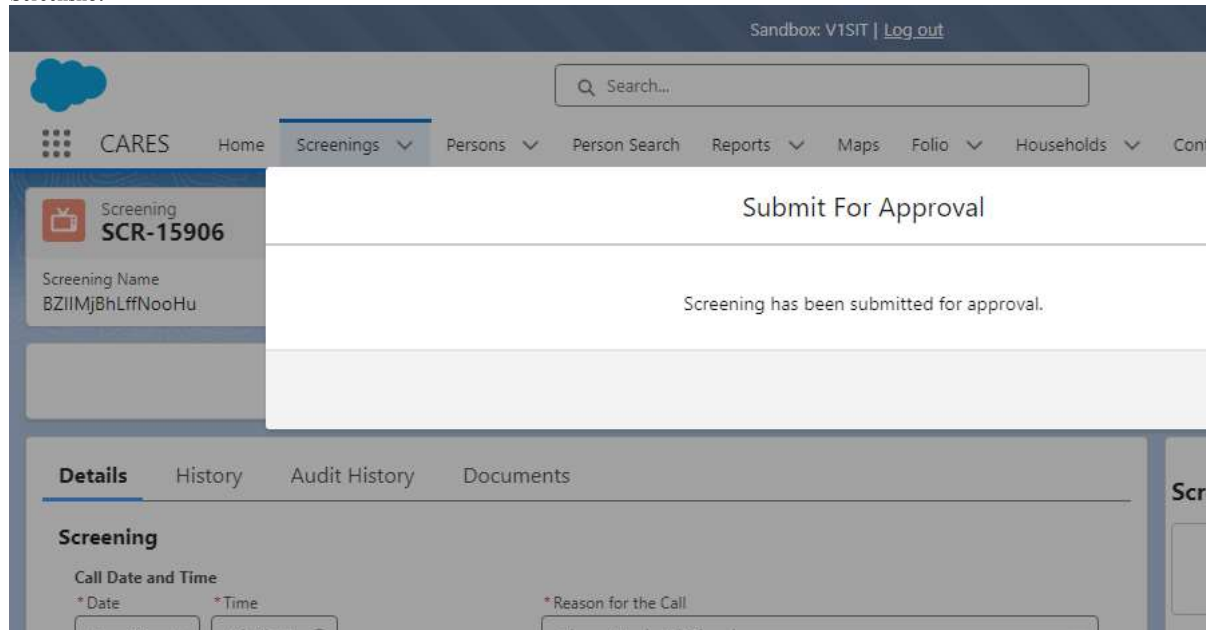 Sandbox: V1SIT | Log out
Search...
CARES Home Screenings Persons Person Search Reports Maps Folio Households
Submit For Approval
Screening
SCR-15906
Screening Name
BZIIMjBhLffNooHu
Screening has been submitted for approval.
Details History Audit History Documents
Scr
Screening
Call Date and Time
*Date *Time *Reason for the Call